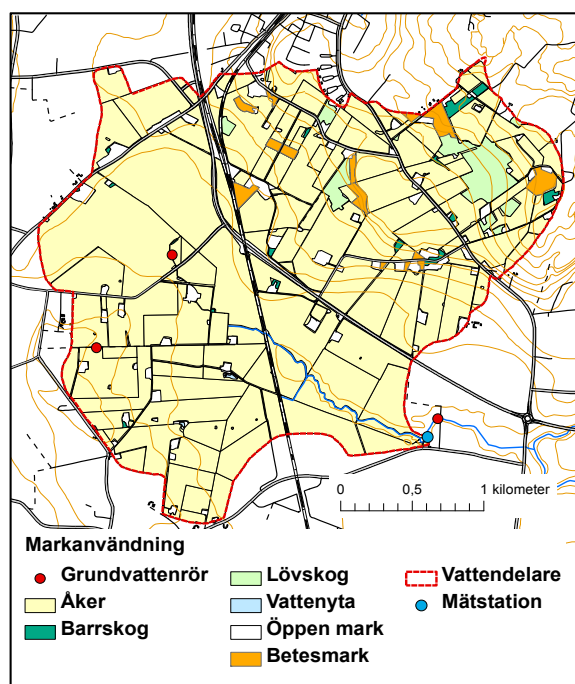 0 0,5 1 kilometer
Markanvändning
Grundvattenrör
Åker
Barrskog
Lövskog
Vattenyta
Öppen mark
Betesmark
Vattendelare
Mätstation